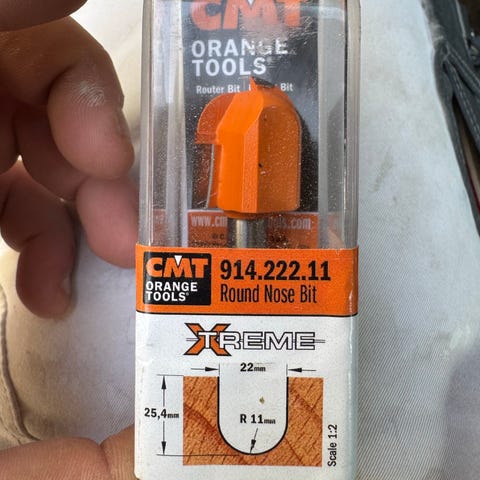 CMT
ORANGE
TOOLS
Router Bit
Bit
CMT
ORANGE
TOOLS®
914.222.11
Round Nose Bit
XTREME
22mm
25,4mm
R 11mm
Scale 1:2